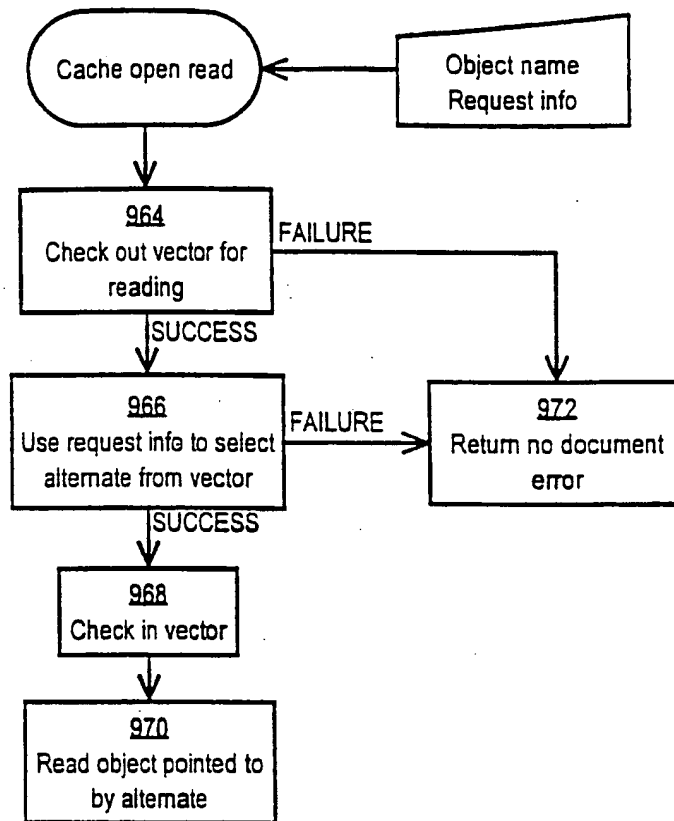 Cache open read
Object name
Request info
964
Check out vector for
reading
FAILURE
SUCCESS
966
Use request info to select
alternate from vector
FAILURE
972
Return no document
error
SUCCESS
968
Check in vector
970
Read object pointed to
by alternate